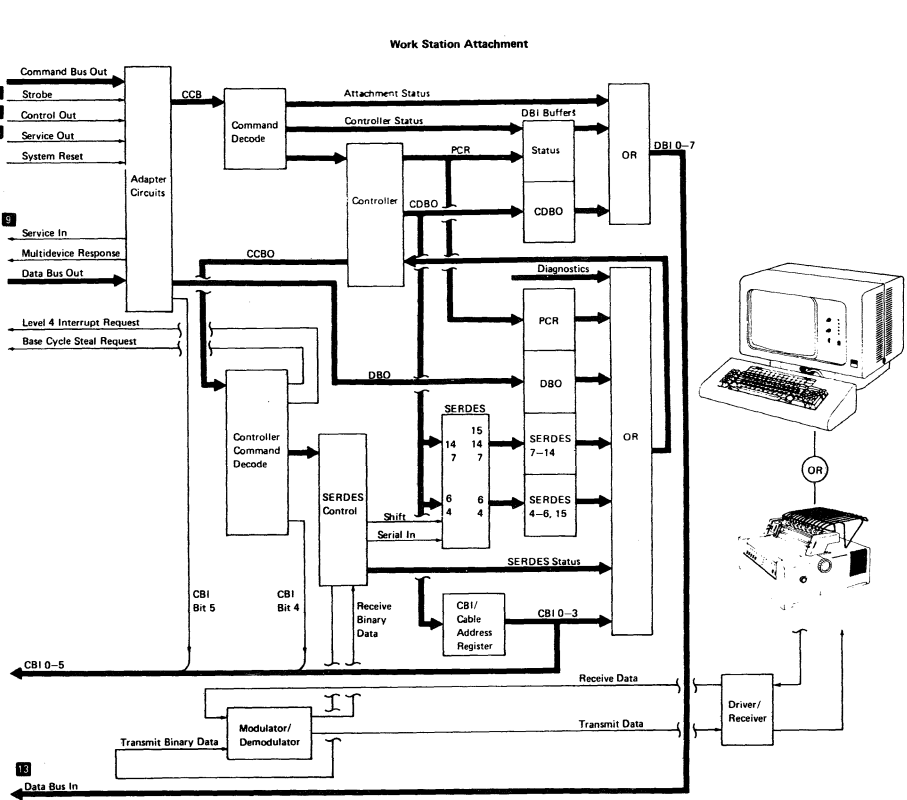 Work Station Attachment
Command Bus Out
Strobe
Control Out
Service Out
System Reset
Adapter
Circuits
9
Service In
Multidevice Response
Data Bus Out
Level 4 Interrupt Request
Base Cycle Steal Request
CCB
Command
Decode
Attachment Status
Controller Status
DBI Buffers
Status
CDBO
OR
DBI 0–7
PCR
Controller
CDBO
CCBO
Diagnostics
PCR
DBO
DBO
SERDES
15
14 14
7 7
6 6
4 4
SERDES
7–14
SERDES
4–6, 15
OR
Controller
Command
Decode
SERDES
Control
Shift
Serial In
SERDES Status
CBI
Bit 5
CBI
Bit 4
Receive
Binary
Data
CBI/
Cable
Address
Register
CBI 0–3
OR
CBI 0–5
Receive Data
Modulator/
Demodulator
Transmit Data
Driver/
Receiver
Transmit Binary Data
13
Data Bus In